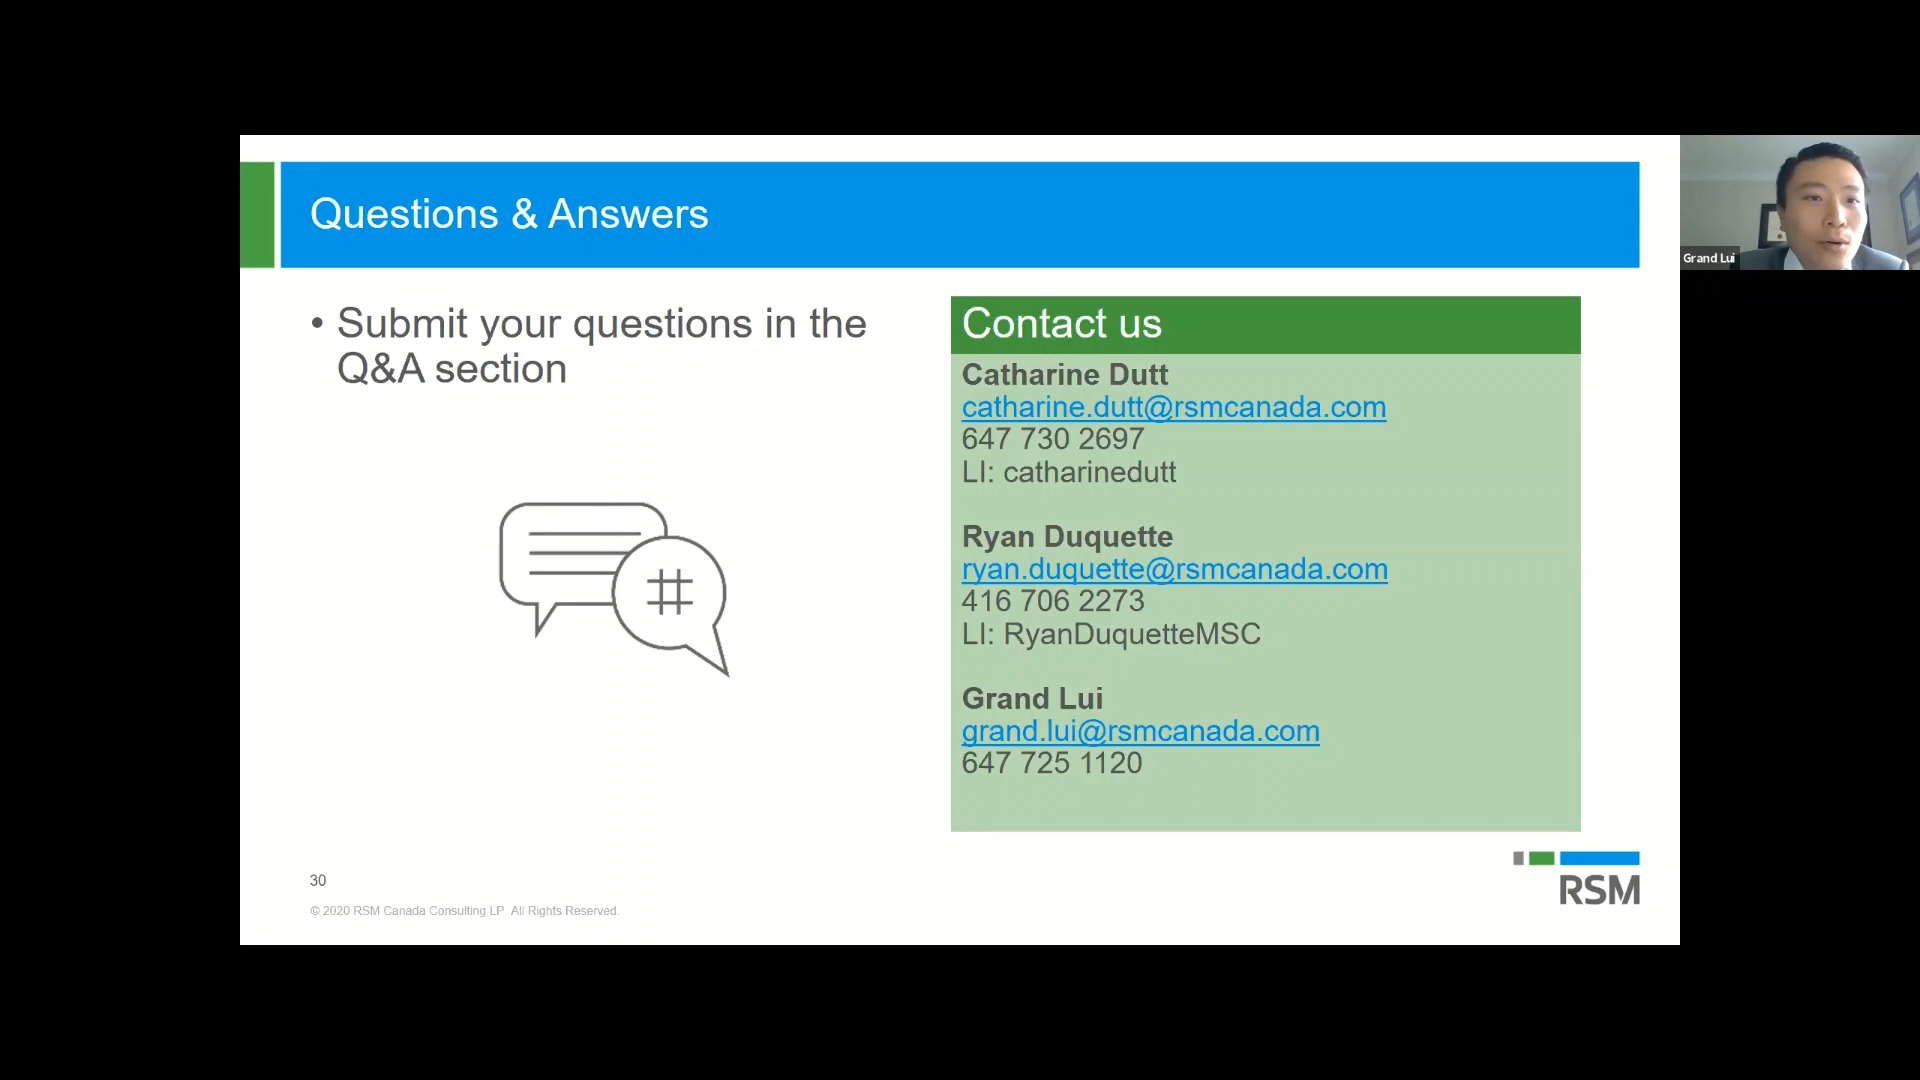 Questions & Answers
• Submit your questions in the
Q&A section
Contact us
Catharine Dutt
catharine.dutt@rsmcanada.com
647 730 2697
LI: catharinedutt
Ryan Duquette
ryan.duquette@rsmcanada.com
416 706 2273
LI: RyanDuquetteMSC
Grand Lui
grand.lui@rsmcanada.com
647 725 1120
30
© 2020 RSM Canada Consulting LP. All Rights Reserved.
RSM
Grand Lui